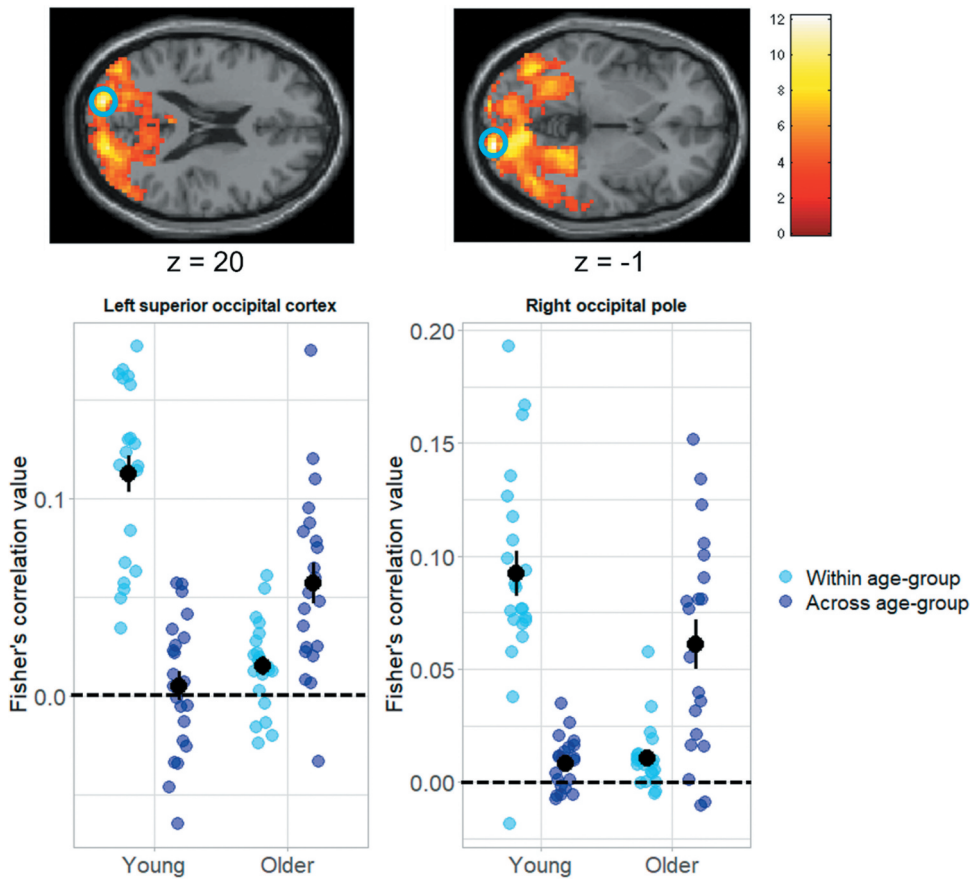 12
10
8
6
4
2
0
z = 20
z = -1
Left superior occipital cortex
Right occipital pole
Fisher's correlation value
0.1
0.0
Young
Older
Fisher's correlation value
0.20
0.15
0.10
0.05
0.00
Young
Older
Within age-group
Across age-group